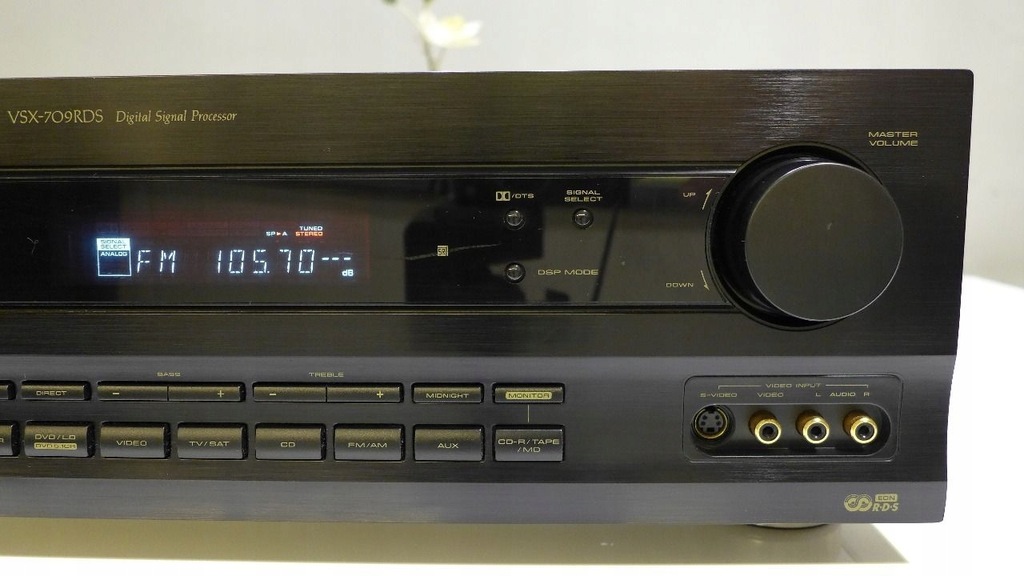 VSX-709RDS Digital Signal Processor
MASTER
VOLUME
/DTS
SIGNAL
SELECT
UP
SP►A
TUNED
STEREO
SIGNAL
SELECT
ANALOG
FM 105.70---
dB
DSP MODE
DOWN
BASS
TREBLE
DIRECT
− +
− +
MIDNIGHT
MONITOR
DVD/LD
VIDEO
TV/SAT
CD
FM/AM
AUX
CD-R/TAPE
/MD
VIDEO INPUT
S-VIDEO VIDEO L AUDIO R
EON
R·D·S